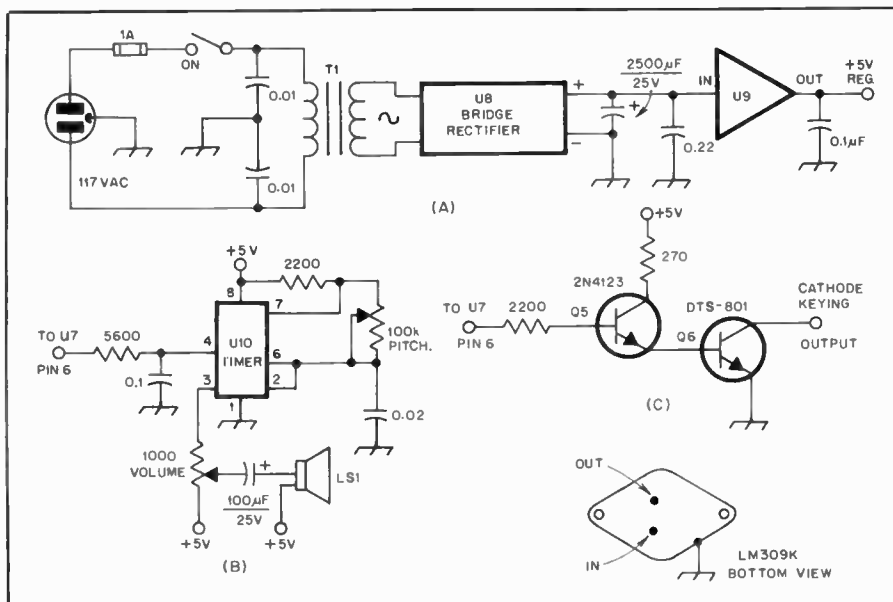 1A
ON
0.01
0.01
117 VAC
T1
U8
BRIDGE
RECTIFIER
+
−
2500µF
25V
+
0.22
IN
U9
OUT
+5V
REG.
0.1µF
(A)
+5V
2200
8
7
TO U7
PIN 6
5600
4
U10
TIMER
6
2
3
1
0.1
100k
PITCH.
0.02
1000
VOLUME
+
100µF
25V
LS1
+5V
+5V
(B)
+5V
270
2N4123
TO U7
PIN 6
2200
Q5
DTS-801
Q6
CATHODE
KEYING
OUTPUT
(C)
OUT
IN
LM309K
BOTTOM VIEW